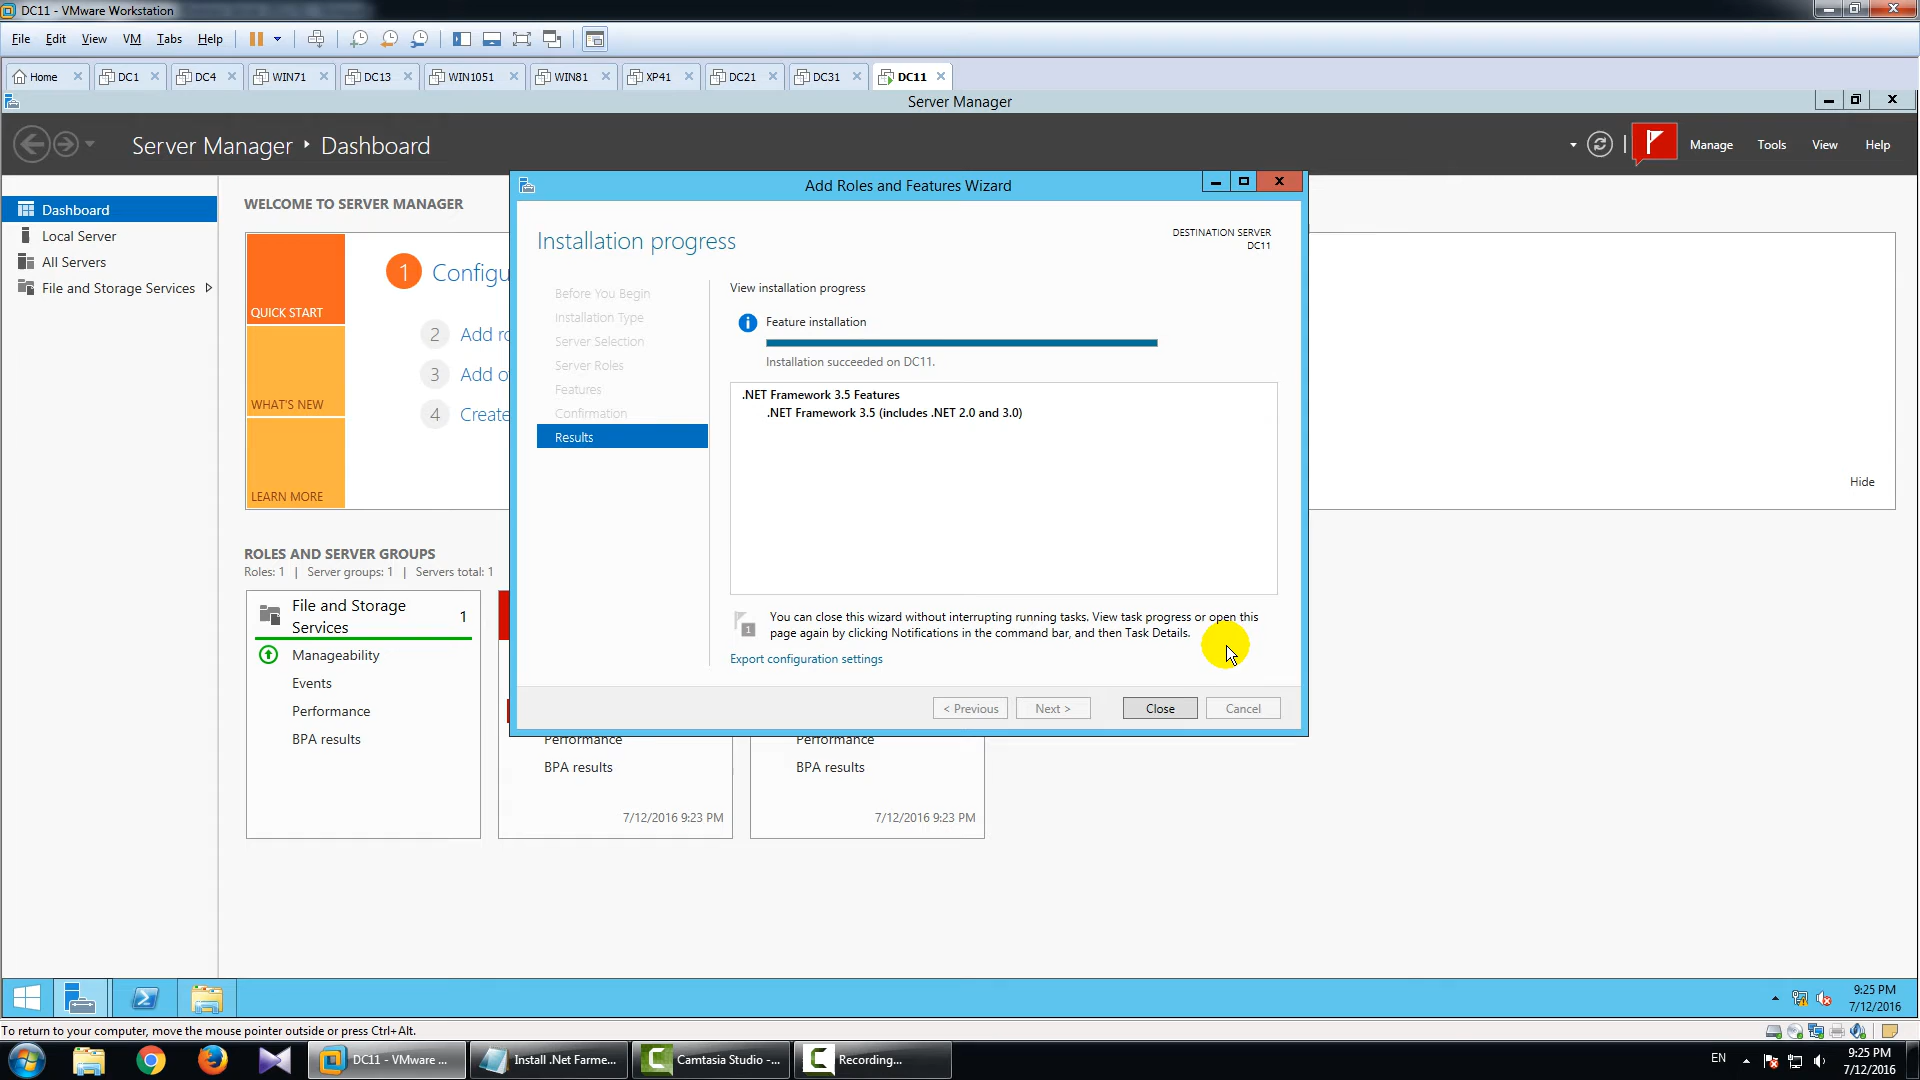 DC11 - VMware Workstation
File Edit View VM Tabs Help
Home DC1 DC4 WIN71 DC13 WIN1051 WIN81 XP41 DC21 DC31 DC11
Server Manager
Server Manager Dashboard
Manage Tools View Help
Dashboard
Local Server
All Servers
File and Storage Services
WELCOME TO SERVER MANAGER
QUICK START
WHAT'S NEW
LEARN MORE
1 Configu
2 Add ro
3 Add o
4 Create
Hide
Add Roles and Features Wizard
Installation progress
DESTINATION SERVER
DC11
Before You Begin
Installation Type
Server Selection
Server Roles
Features
Confirmation
Results
View installation progress
Feature installation
Installation succeeded on DC11.
.NET Framework 3.5 Features
.NET Framework 3.5 (includes .NET 2.0 and 3.0)
1
You can close this wizard without interrupting running tasks. View task progress or open this
page again by clicking Notifications in the command bar, and then Task Details.
Export configuration settings
< Previous Next > Close Cancel
ROLES AND SERVER GROUPS
Roles: 1 | Server groups: 1 | Servers total: 1
File and Storage
Services
1
Manageability
Events
Performance
BPA results
Performance
BPA results
7/12/2016 9:23 PM
Performance
BPA results
7/12/2016 9:23 PM
9:25 PM
7/12/2016
To return to your computer, move the mouse pointer outside or press Ctrl+Alt.
DC11 - VMware ...
Install .Net Farme...
Camtasia Studio -...
Recording...
EN
9:25 PM
7/12/2016